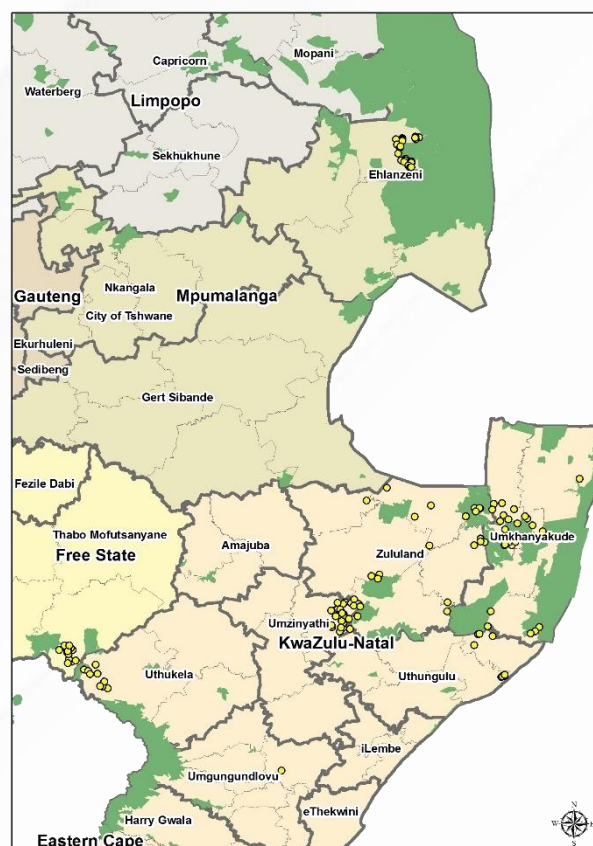 Mopani
Capricorn
Waterberg
Limpopo
Sekhukhune
Ehlanzeni
Nkangala
Gauteng
Mpumalanga
City of Tshwane
Ekurhuleni
Sedibeng
Gert Sibande
Fezile Dabi
Thabo Mofutsanyane
Free State
Amajuba
Umkhanyakude
Zululand
Umzinyathi
KwaZulu-Natal
Uthukela
Uthungulu
iLembe
Umgungundlovu
eThekwini
Harry Gwala
Eastern Cape
N
W
E
S